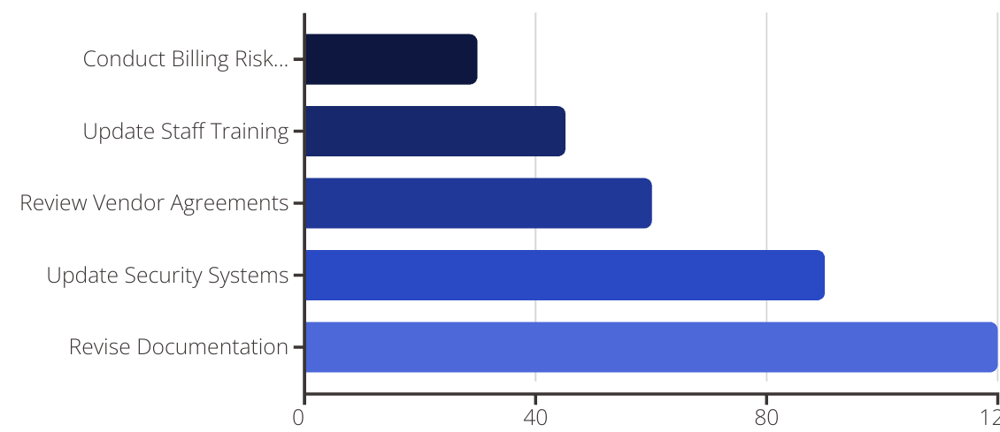 Conduct Billing Risk...
Update Staff Training
Review Vendor Agreements
Update Security Systems
Revise Documentation
0 40 80 12